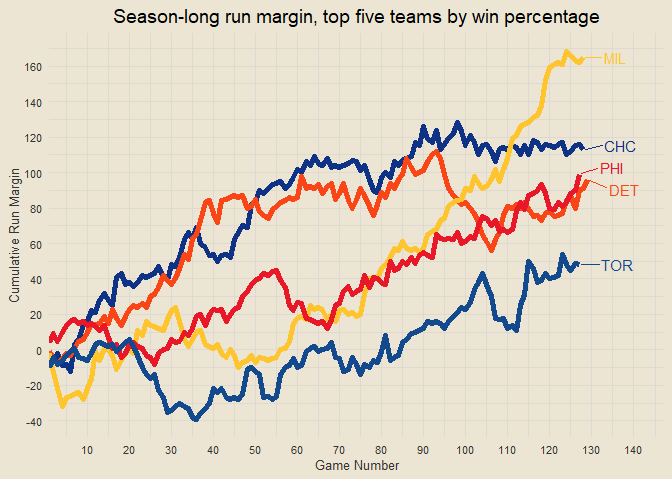 Season-long run margin, top five teams by win percentage
160
140
120
100
80
60
40
20
0
−20
−40
Cumulative Run Margin
MIL
CHC
PHI
DET
TOR
10 20 30 40 50 60 70 80 90 100 110 120 130 140
Game Number